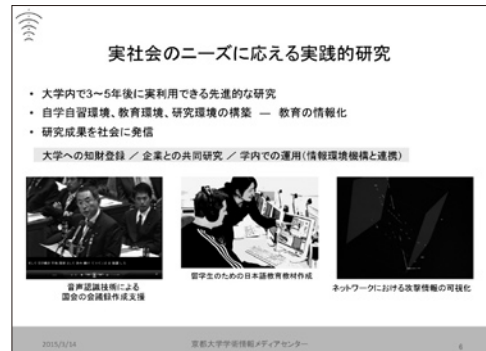 実社会のニーズに応える実践的研究
• 大学内で3～5年後に実利用できる先進的な研究
• 自学自習環境、教育環境、研究環境の構築 ― 教育の情報化
• 研究成果を社会に発信
大学への知財登録 ／ 企業との共同研究 ／ 学内での運用(情報環境機構と連携)
音声認識技術による
国会の会議録作成支援
留学生のための日本語教育教材作成
ネットワークにおける攻撃情報の可視化
2015/3/14
京都大学学術情報メディアセンター
6